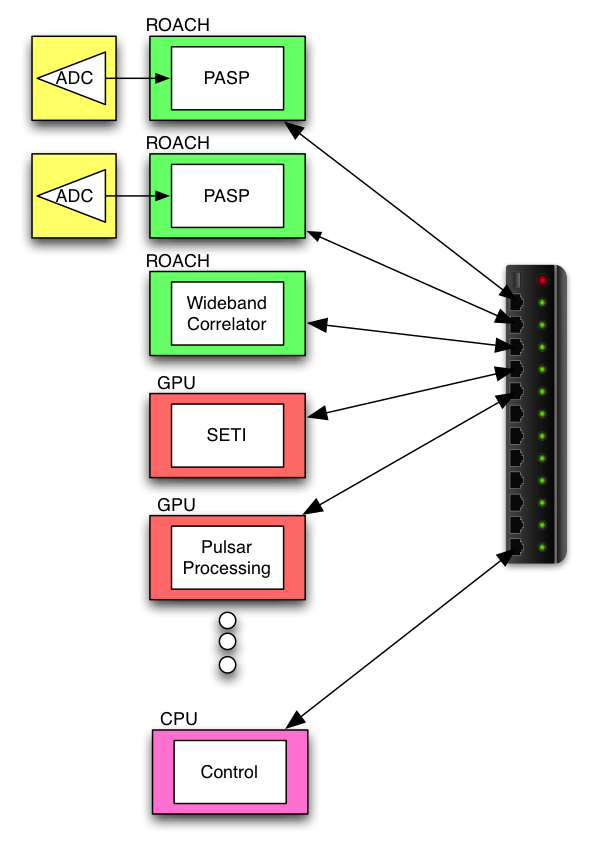 ROACH
ADC
PASP
ROACH
ADC
PASP
ROACH
Wideband
Correlator
GPU
SETI
GPU
Pulsar
Processing
CPU
Control